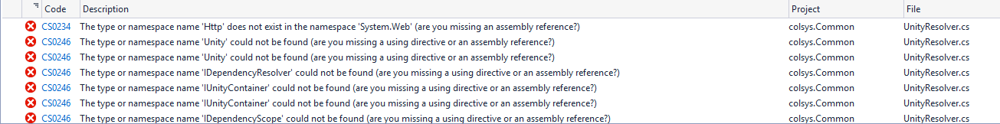 Code Description Project File
CS0234 The type or namespace name 'Http' does not exist in the namespace 'System.Web' (are you missing an assembly reference?) colsys.Common UnityResolver.cs
CS0246 The type or namespace name 'Unity' could not be found (are you missing a using directive or an assembly reference?) colsys.Common UnityResolver.cs
CS0246 The type or namespace name 'Unity' could not be found (are you missing a using directive or an assembly reference?) colsys.Common UnityResolver.cs
CS0246 The type or namespace name 'IDependencyResolver' could not be found (are you missing a using directive or an assembly reference?) colsys.Common UnityResolver.cs
CS0246 The type or namespace name 'IUnityContainer' could not be found (are you missing a using directive or an assembly reference?) colsys.Common UnityResolver.cs
CS0246 The type or namespace name 'IUnityContainer' could not be found (are you missing a using directive or an assembly reference?) colsys.Common UnityResolver.cs
CS0246 The type or namespace name 'IDependencyScope' could not be found (are you missing a using directive or an assembly reference?) colsys.Common UnityResolver.cs